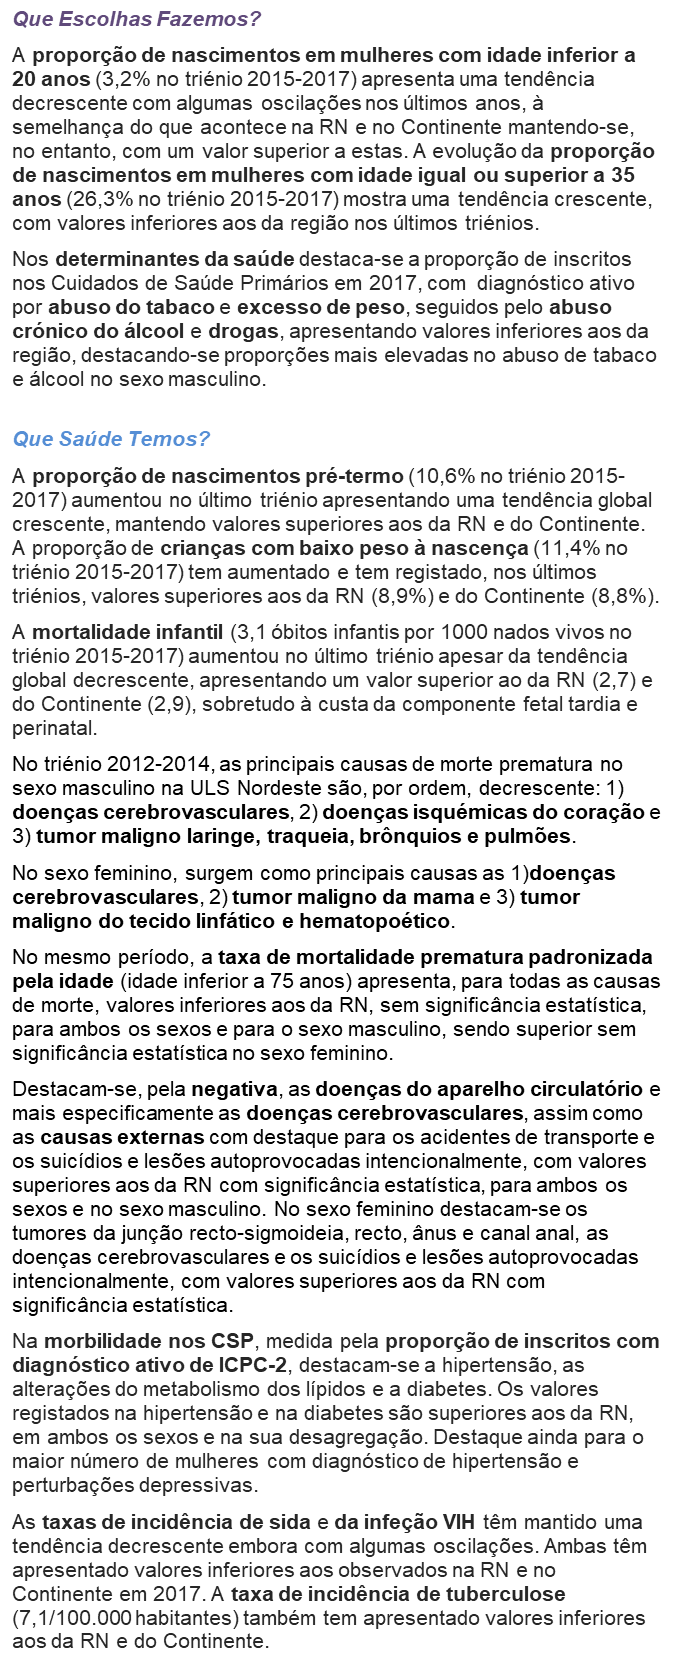 Que Escolhas Fazemos?
A proporção de nascimentos em mulheres com idade inferior a
20 anos (3,2% no triénio 2015-2017) apresenta uma tendência
decrescente com algumas oscilações nos últimos anos, à
semelhança do que acontece na RN e no Continente mantendo-se,
no entanto, com um valor superior a estas. A evolução da proporção
de nascimentos em mulheres com idade igual ou superior a 35
anos (26,3% no triénio 2015-2017) mostra uma tendência crescente,
com valores inferiores aos da região nos últimos triénios.
Nos determinantes da saúde destaca-se a proporção de inscritos
nos Cuidados de Saúde Primários em 2017, com diagnóstico ativo
por abuso do tabaco e excesso de peso, seguidos pelo abuso
crónico do álcool e drogas, apresentando valores inferiores aos da
região, destacando-se proporções mais elevadas no abuso de tabaco
e álcool no sexo masculino.
Que Saúde Temos?
A proporção de nascimentos pré-termo (10,6% no triénio 2015-
2017) aumentou no último triénio apresentando uma tendência global
crescente, mantendo valores superiores aos da RN e do Continente.
A proporção de crianças com baixo peso à nascença (11,4% no
triénio 2015-2017) tem aumentado e tem registado, nos últimos
triénios, valores superiores aos da RN (8,9%) e do Continente (8,8%).
A mortalidade infantil (3,1 óbitos infantis por 1000 nados vivos no
triénio 2015-2017) aumentou no último triénio apesar da tendência
global decrescente, apresentando um valor superior ao da RN (2,7) e
do Continente (2,9), sobretudo à custa da componente fetal tardia e
perinatal.
No triénio 2012-2014, as principais causas de morte prematura no
sexo masculino na ULS Nordeste são, por ordem, decrescente: 1)
doenças cerebrovasculares, 2) doenças isquémicas do coração e
3) tumor maligno laringe, traqueia, brônquios e pulmões.
No sexo feminino, surgem como principais causas as 1)doenças
cerebrovasculares, 2) tumor maligno da mama e 3) tumor
maligno do tecido linfático e hematopoético.
No mesmo período, a taxa de mortalidade prematura padronizada
pela idade (idade inferior a 75 anos) apresenta, para todas as causas
de morte, valores inferiores aos da RN, sem significância estatística,
para ambos os sexos e para o sexo masculino, sendo superior sem
significância estatística no sexo feminino.
Destacam-se, pela negativa, as doenças do aparelho circulatório e
mais especificamente as doenças cerebrovasculares, assim como
as causas externas com destaque para os acidentes de transporte e
os suicídios e lesões autoprovocadas intencionalmente, com valores
superiores aos da RN com significância estatística, para ambos os
sexos e no sexo masculino. No sexo feminino destacam-se os
tumores da junção recto-sigmoideia, recto, ânus e canal anal, as
doenças cerebrovasculares e os suicídios e lesões autoprovocadas
intencionalmente, com valores superiores aos da RN com
significância estatística.
Na morbilidade nos CSP, medida pela proporção de inscritos com
diagnóstico ativo de ICPC-2, destacam-se a hipertensão, as
alterações do metabolismo dos lípidos e a diabetes. Os valores
registados na hipertensão e na diabetes são superiores aos da RN,
em ambos os sexos e na sua desagregação. Destaque ainda para o
maior número de mulheres com diagnóstico de hipertensão e
perturbações depressivas.
As taxas de incidência de sida e da infeção VIH têm mantido uma
tendência decrescente embora com algumas oscilações. Ambas têm
apresentado valores inferiores aos observados na RN e no
Continente em 2017. A taxa de incidência de tuberculose
(7,1/100.000 habitantes) também tem apresentado valores inferiores
aos da RN e do Continente.